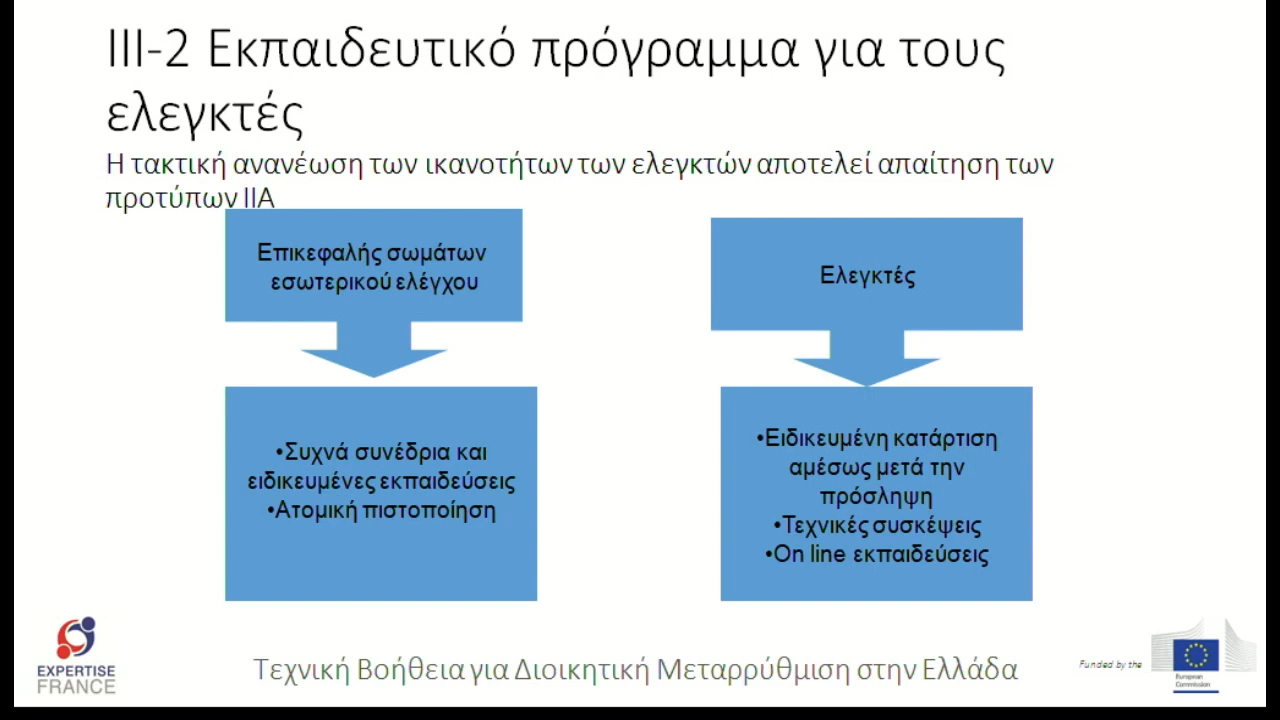 III-2 Εκπαιδευτικό πρόγραμμα για τους
ελεγκτές
Η τακτική ανανέωση των ικανοτήτων των ελεγκτών αποτελεί απαίτηση των
προτύπων IIA
Επικεφαλής σωμάτων
εσωτερικού ελέγχου
Ελεγκτές
•Συχνά συνέδρια και
ειδικευμένες εκπαιδεύσεις
•Ατομική πιστοποίηση
•Ειδικευμένη κατάρτιση
αμέσως μετά την
πρόσληψη
•Τεχνικές συσκέψεις
•On line εκπαιδεύσεις
EXPERTISE
FRANCE
Τεχνική Βοήθεια για Διοικητική Μεταρρύθμιση στην Ελλάδα
Funded by the
European
Commission